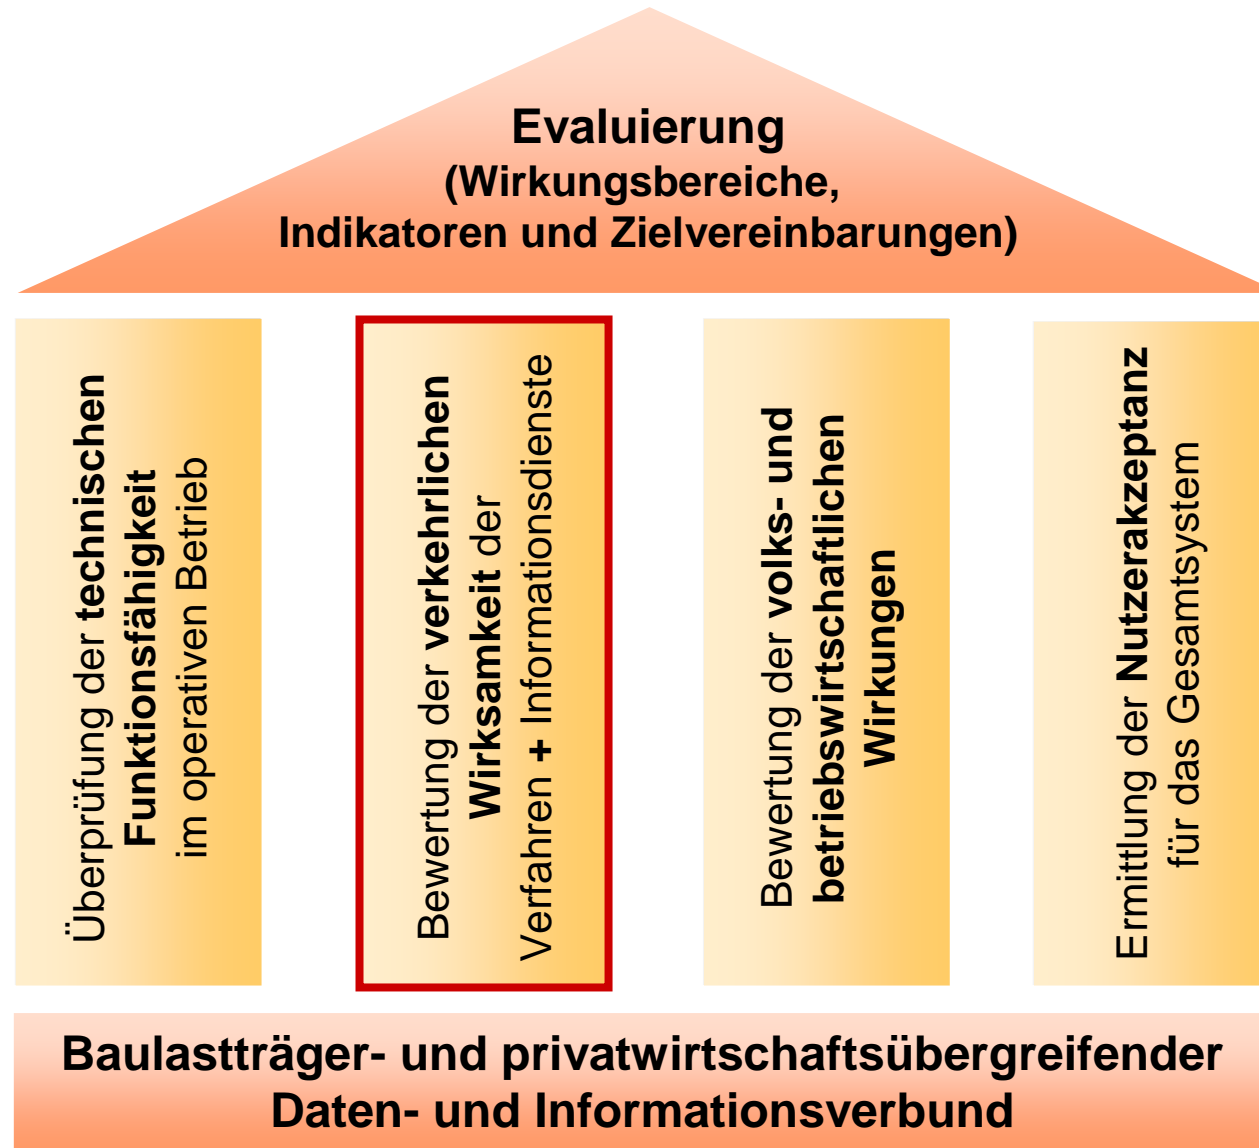 Evaluierung
(Wirkungsbereiche,
Indikatoren und Zielvereinbarungen)
Überprüfung der technischen
Funktionsfähigkeit
im operativen Betrieb
Bewertung der verkehrlichen
Wirksamkeit der
Verfahren + Informationsdienste
Bewertung der volks- und
betriebswirtschaftlichen
Wirkungen
Ermittlung der Nutzerakzeptanz
für das Gesamtsystem
Baulastträger- und privatwirtschaftsübergreifender
Daten- und Informationsverbund